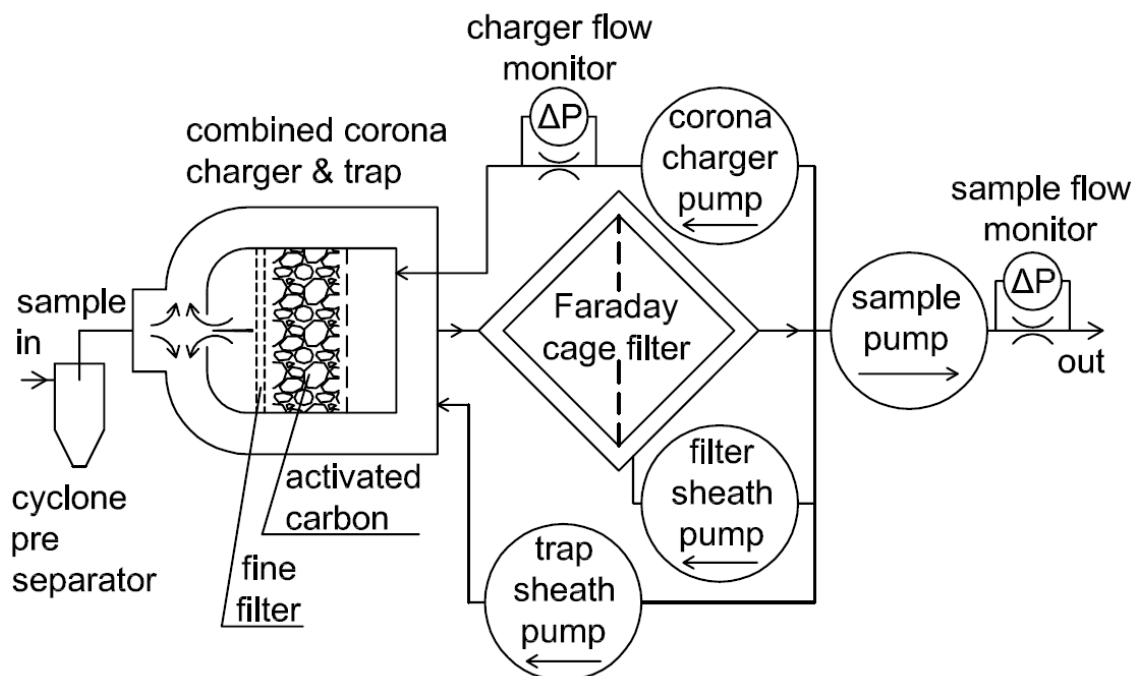 charger flow
monitor
ΔP
combined corona
charger & trap
corona
charger
pump
sample flow
monitor
ΔP
sample
in
Faraday
cage filter
sample
pump
out
cyclone
pre
separator
activated
carbon
fine
filter
filter
sheath
pump
trap
sheath
pump